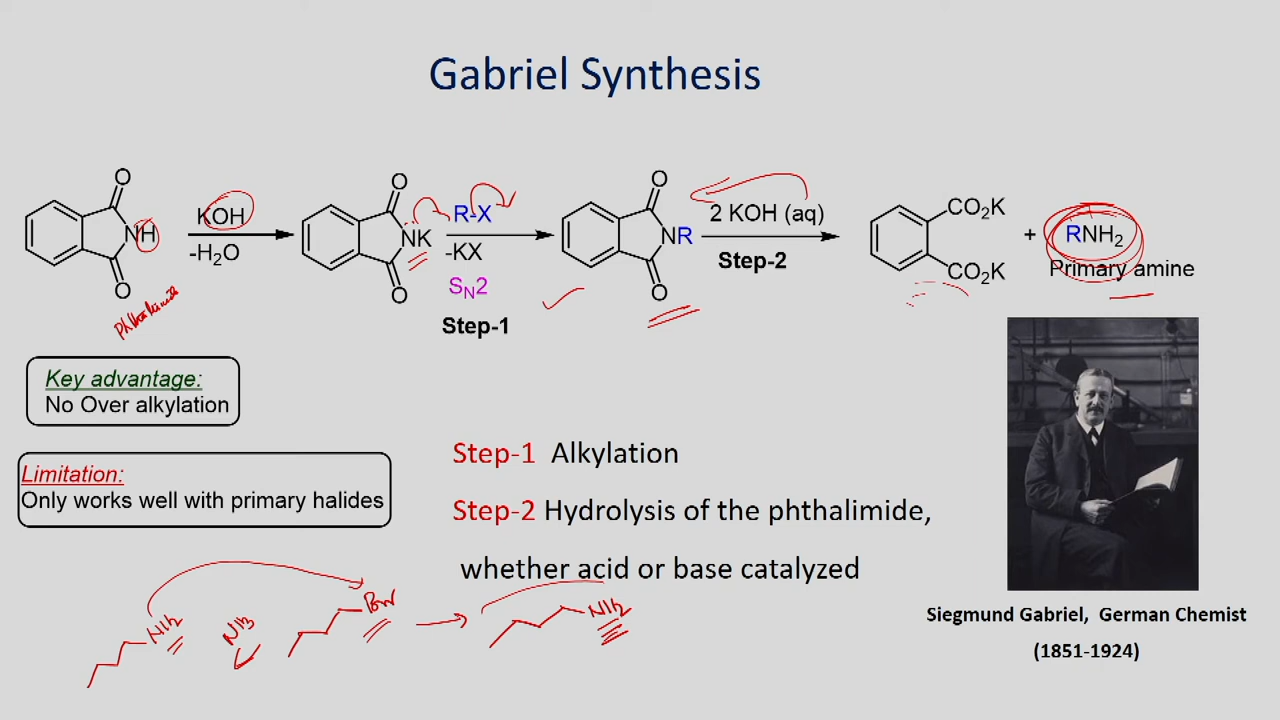 Gabriel Synthesis
O
NH
O
Phthalimide
KOH
-H₂O
O
NK
O
R-X
-KX
SN2
Step-1
O
NR
O
2 KOH (aq)
Step-2
CO₂K
CO₂K
+
RNH₂
Primary amine
Key advantage:
No Over alkylation
Limitation:
Only works well with primary halides
Step-1 Alkylation
Step-2 Hydrolysis of the phthalimide,
whether acid or base catalyzed
NH₂
NH₃
Br
NH₂
Siegmund Gabriel, German Chemist
(1851-1924)